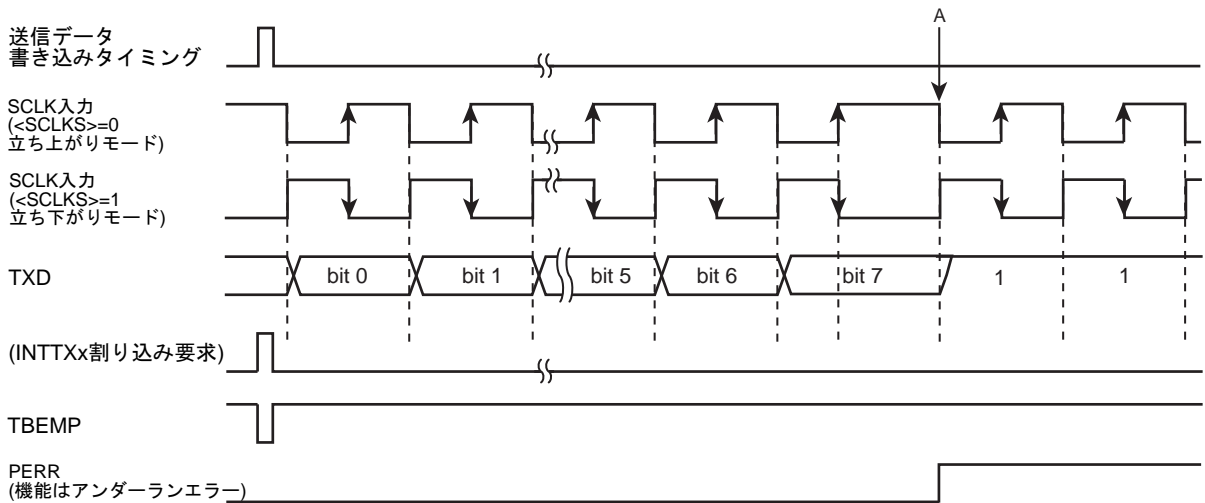 A
送信データ
書き込みタイミング
SCLK入力
(<SCLKS>=0
立ち上がりモード)
SCLK入力
(<SCLKS>=1
立ち下がりモード)
TXD
bit 0
bit 1
bit 5
bit 6
bit 7
1
1
(INTTXx割り込み要求)
TBEMP
PERR
(機能はアンダーランエラー)